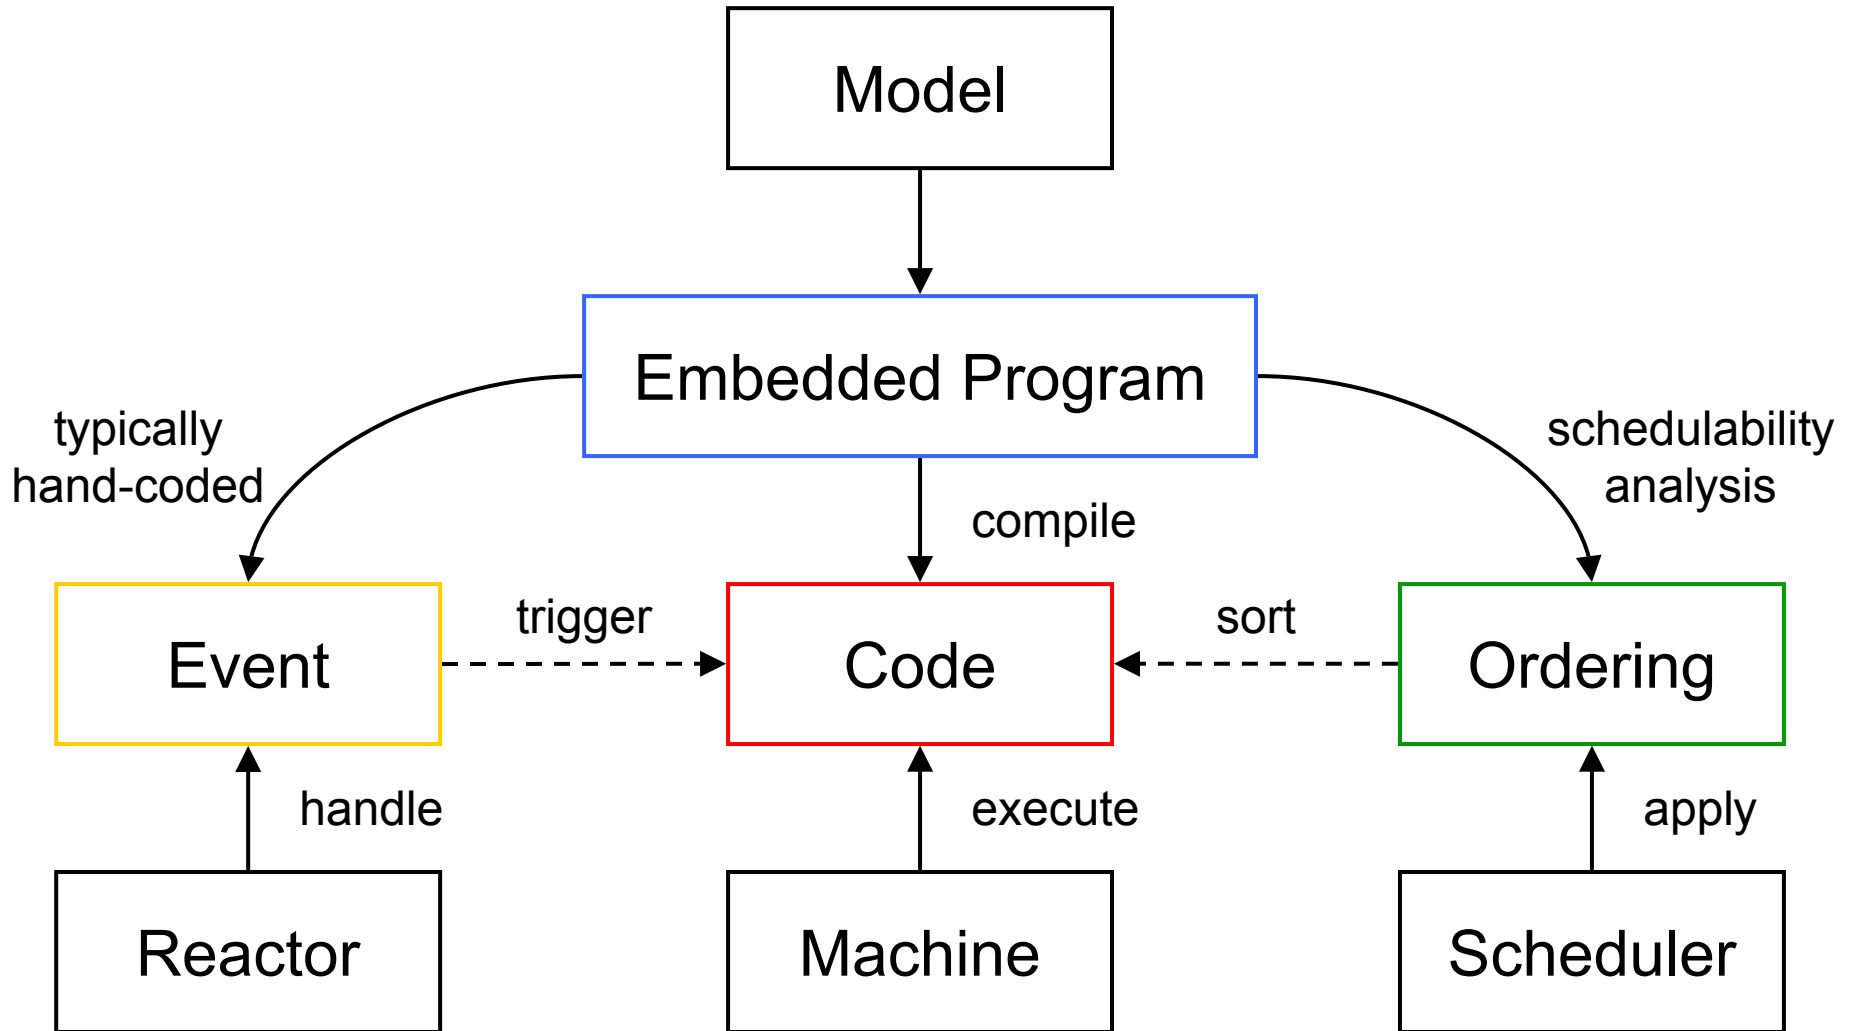 Model
Embedded Program
typically
hand-coded
schedulability
analysis
compile
trigger
sort
Event
Code
Ordering
handle
execute
apply
Reactor
Machine
Scheduler